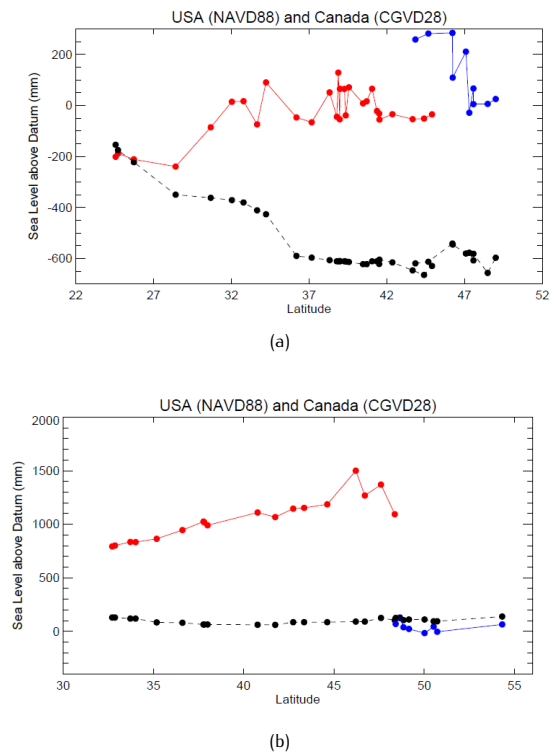 USA (NAVD88) and Canada (CGVD28)
Sea Level above Datum (mm)
200
0
-200
-400
-600
22 27 32 37 42 47 52
Latitude
(a)
USA (NAVD88) and Canada (CGVD28)
Sea Level above Datum (mm)
2000
1500
1000
500
0
30 35 40 45 50 55
Latitude
(b)